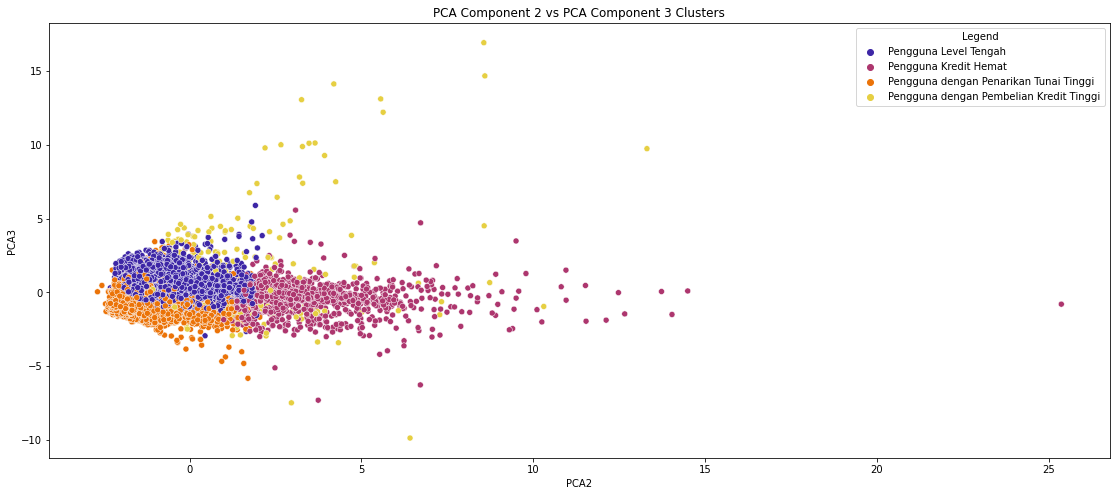 PCA Component 2 vs PCA Component 3 Clusters
Legend
Pengguna Level Tengah
Pengguna Kredit Hemat
Pengguna dengan Penarikan Tunai Tinggi
Pengguna dengan Pembelian Kredit Tinggi
15
10
5
0
−5
−10
PCA3
0
5
10
15
20
25
PCA2